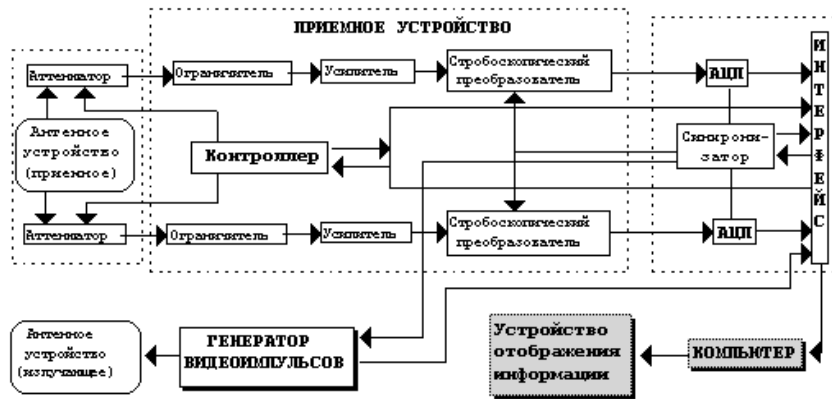 ПРИЕМНОЕ УСТРОЙСТВО
Аттенюатор
Ограничитель
Усилитель
Стробоскопический
преобразователь
АЦП
ИНТЕРФЕЙС
Антенное
устройство
(приемное)
Контроллер
Синхрони-
затор
Аттенюатор
Ограничитель
Усилитель
Стробоскопический
преобразователь
АЦП
Антенное
устройство
(излучающее)
ГЕНЕРАТОР
ВИДЕОИМПУЛЬСОВ
Устройство
отображения
информации
КОМПЬЮТЕР